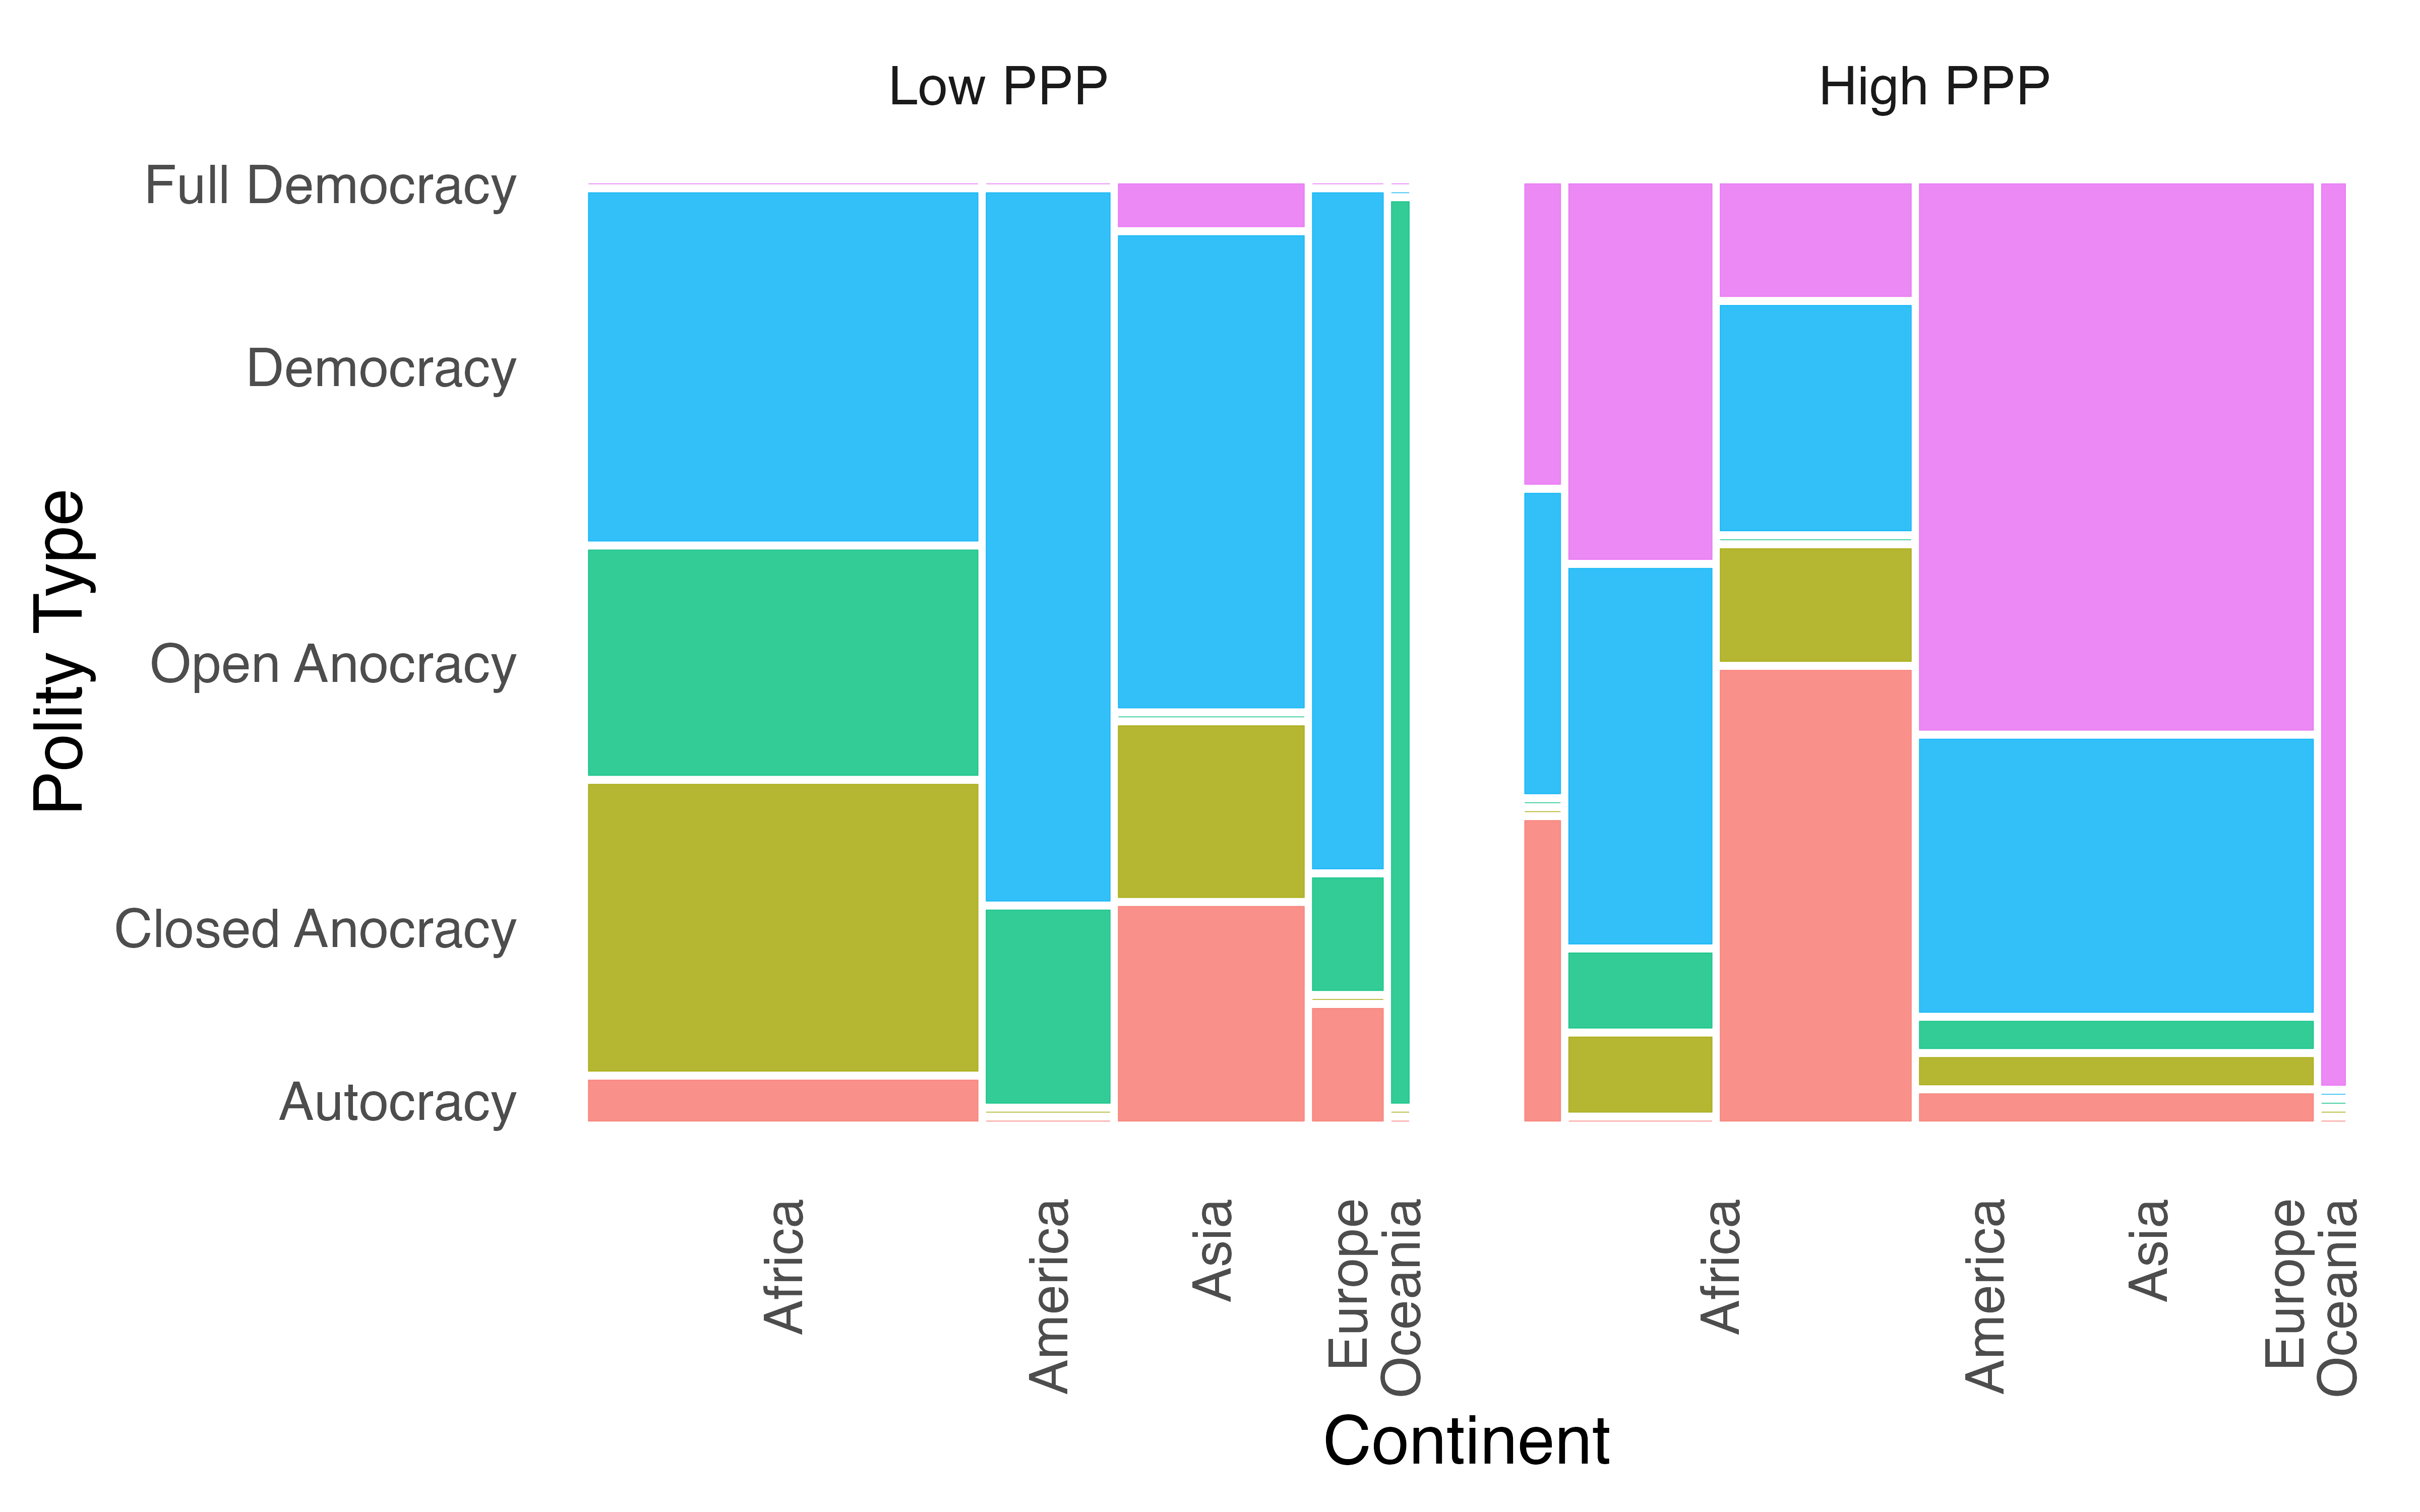 Low PPP
High PPP
Full Democracy
Democracy
Open Anocracy
Closed Anocracy
Autocracy
Polity Type
Africa
America
Asia
Europe
Oceania
Africa
America
Asia
Europe
Oceania
Continent